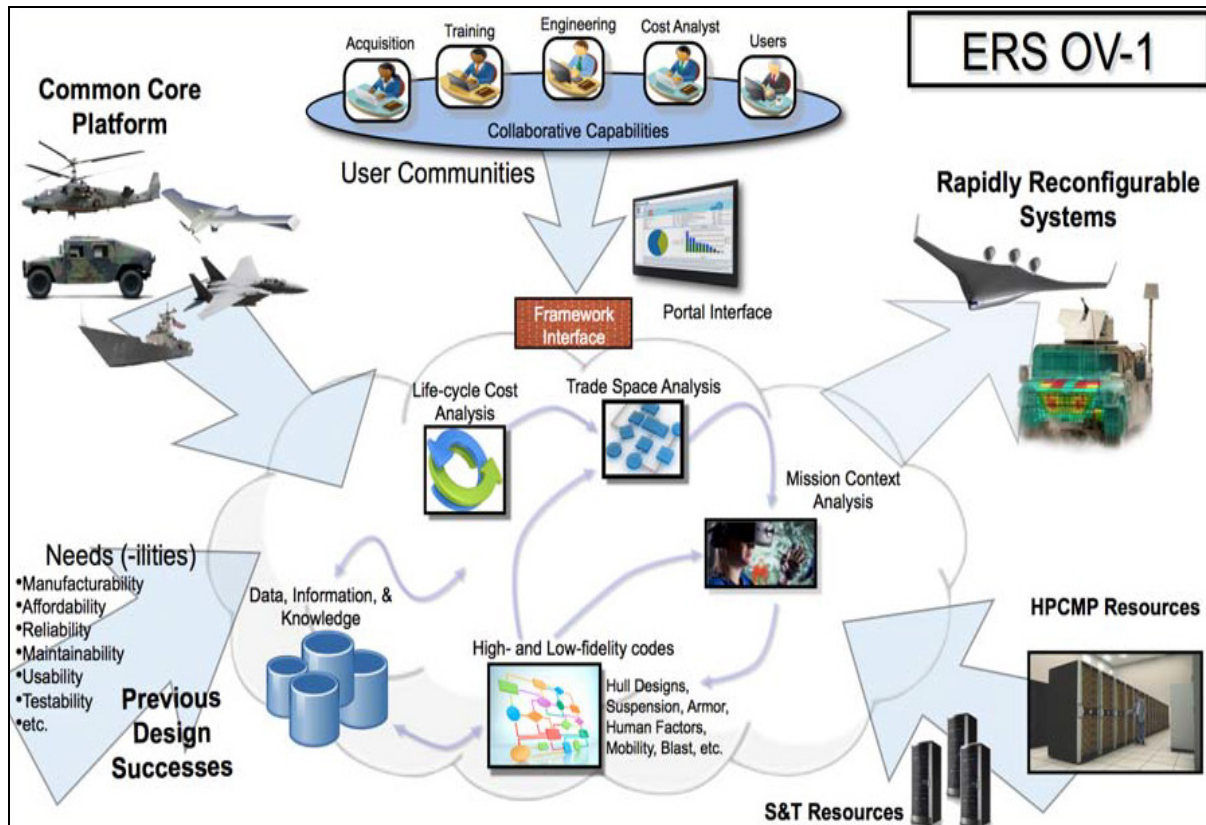 ERS OV-1
Acquisition
Training
Engineering
Cost Analyst
Users
Collaborative Capabilities
User Communities
Common Core
Platform
Rapidly Reconfigurable
Systems
Portal Interface
Framework
Interface
Life-cycle Cost
Analysis
Trade Space Analysis
Mission Context
Analysis
Needs (-ilities)
•Manufacturability
•Affordability
•Reliability
•Maintainability
•Usability
•Testability
•etc.
Previous
Design
Successes
Data, Information, &
Knowledge
High- and Low-fidelity codes
Hull Designs,
Suspension, Armor,
Human Factors,
Mobility, Blast, etc.
HPCMP Resources
S&T Resources